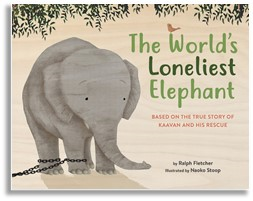 The World's
Loneliest
Elephant
BASED ON THE TRUE STORY OF
KAAVAN AND HIS RESCUE
by Ralph Fletcher
Illustrated by Naoko Stoop